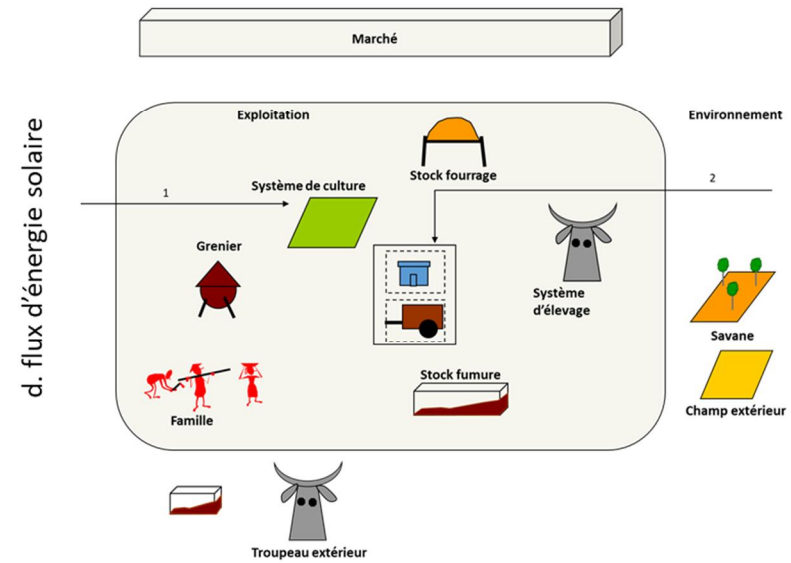 Marché
d. flux d'énergie solaire
Exploitation
Environnement
Stock fourrage
1
Système de culture
2
Grenier
Système
d'élevage
Savane
Stock fumure
Champ extérieur
Famille
Troupeau extérieur